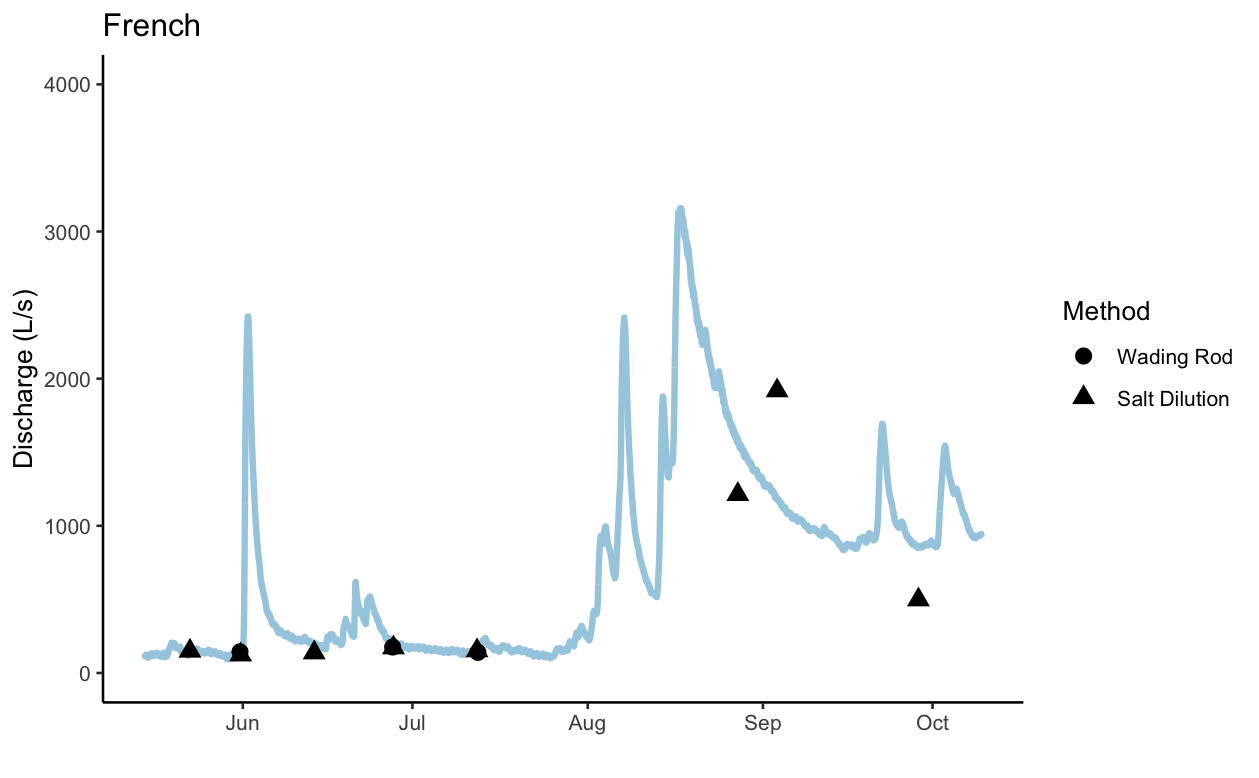 French
4000
3000
2000
1000
0
Discharge (L/s)
Jun
Jul
Aug
Sep
Oct
Method
Wading Rod
Salt Dilution